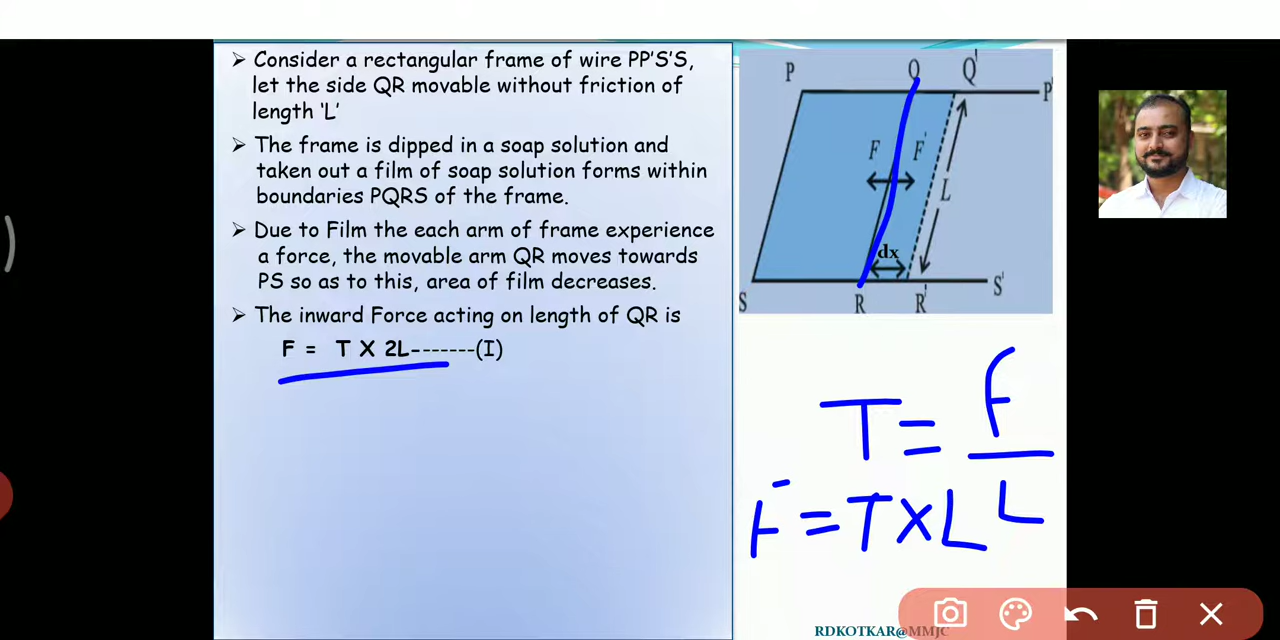 ➢ Consider a rectangular frame of wire PP'S'S,
let the side QR movable without friction of
length 'L'
➢ The frame is dipped in a soap solution and
taken out a film of soap solution forms within
boundaries PQRS of the frame.
➢ Due to Film the each arm of frame experience
a force, the movable arm QR moves towards
PS so as to this, area of film decreases.
➢ The inward Force acting on length of QR is
F = T X 2L-------(I)
P Q Q' P'
F F'
L
dx
S R R' S'
T = F/L
F = T X L
RDKOTKAR@MMJC